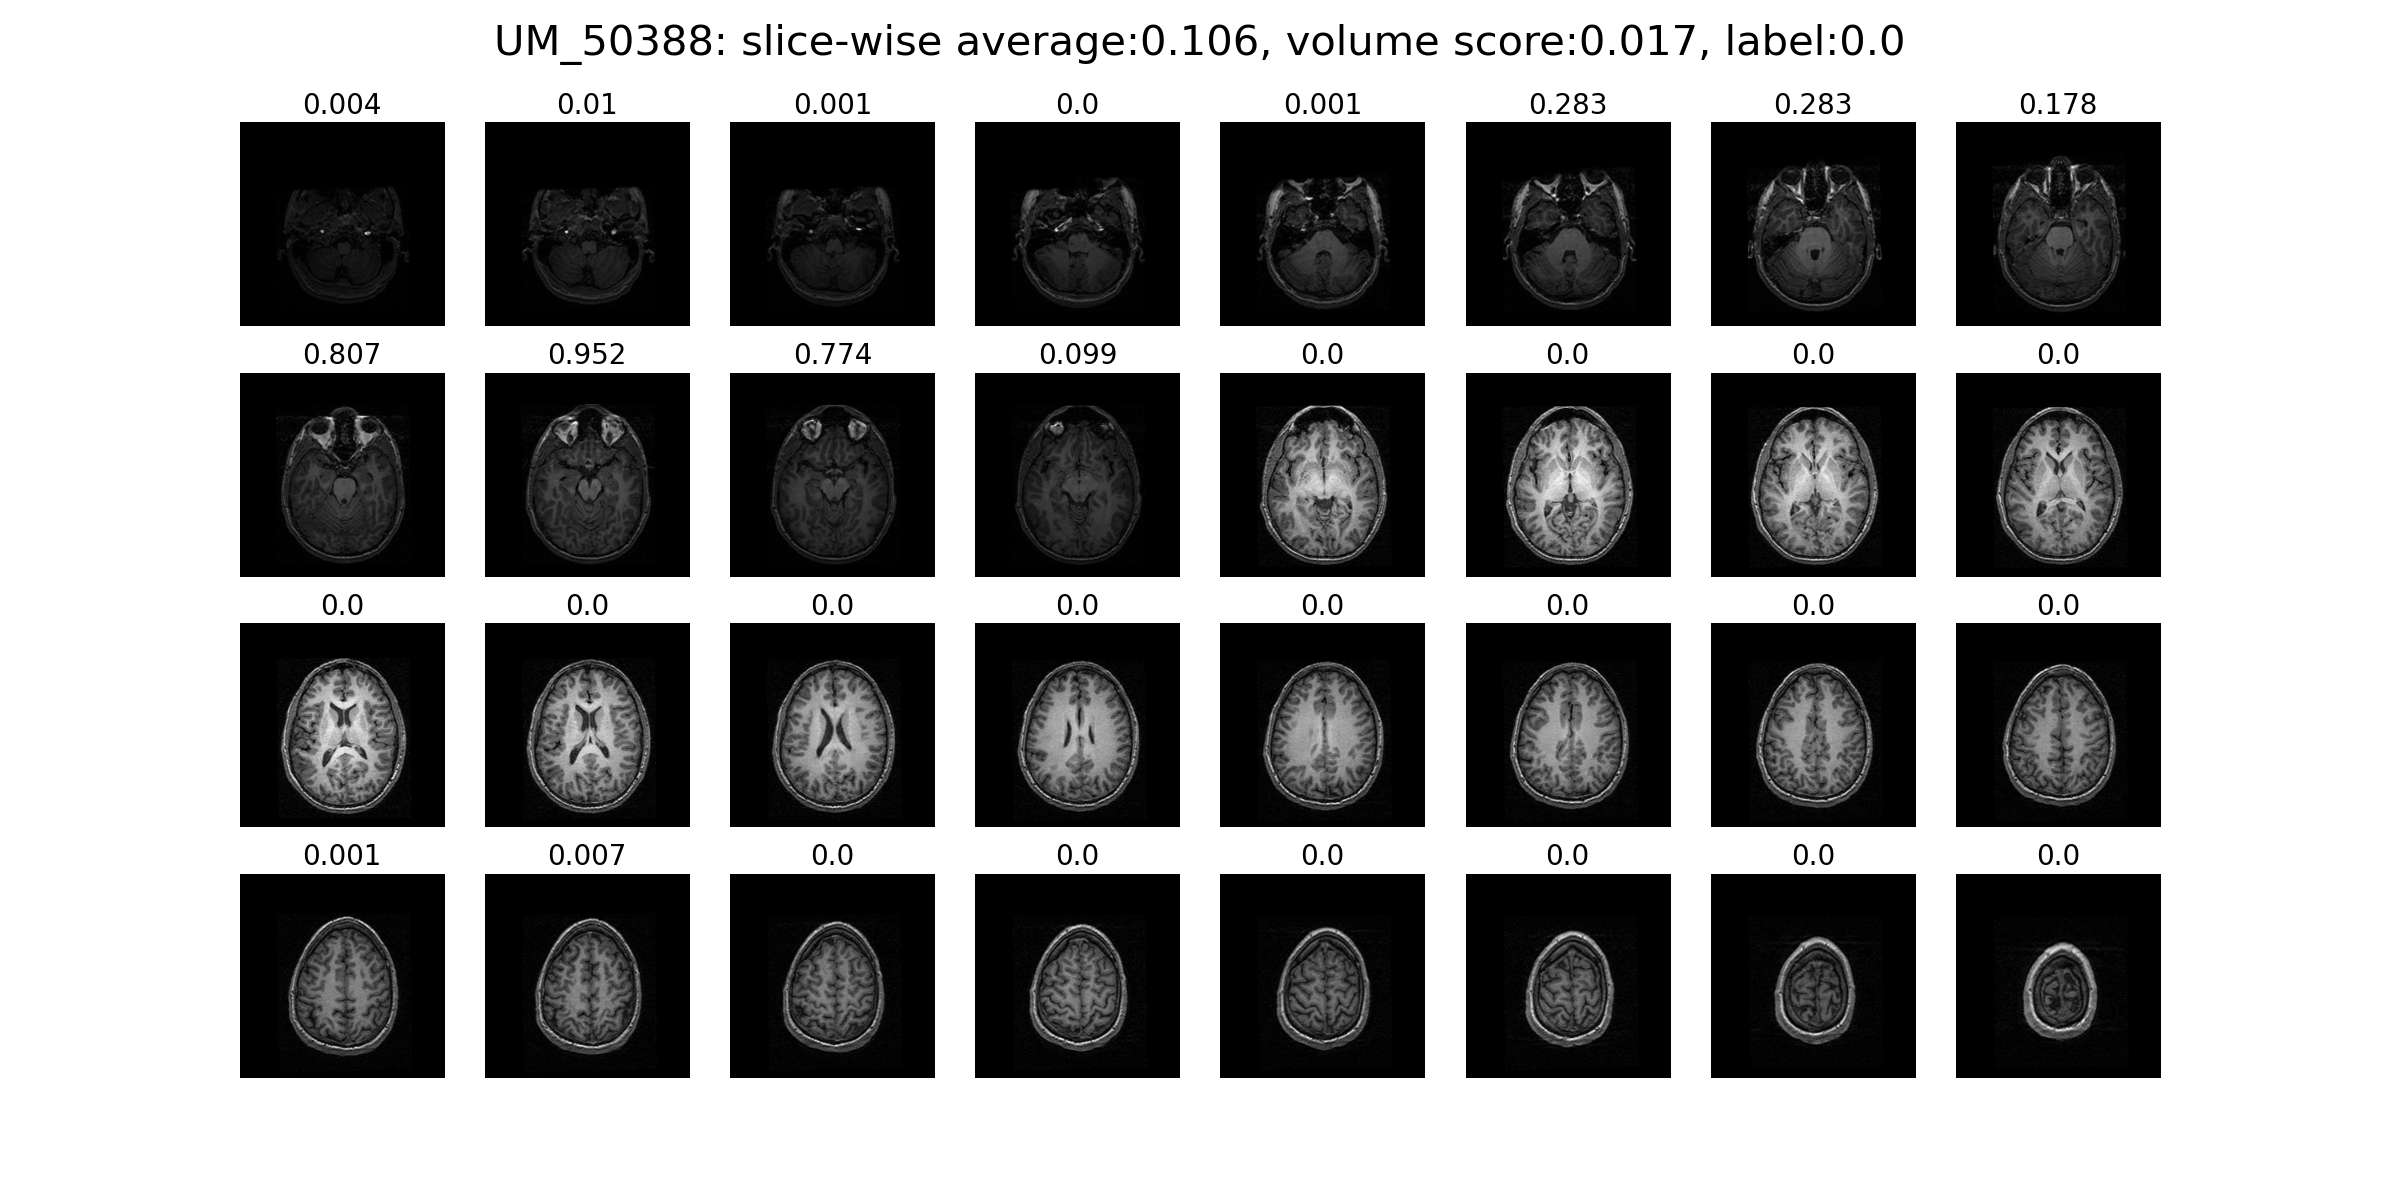 UM_50388: slice-wise average:0.106, volume score:0.017, label:0.0
0.004 0.01 0.001 0.0 0.001 0.283 0.283 0.178
0.807 0.952 0.774 0.099 0.0 0.0 0.0 0.0
0.0 0.0 0.0 0.0 0.0 0.0 0.0 0.0
0.001 0.007 0.0 0.0 0.0 0.0 0.0 0.0